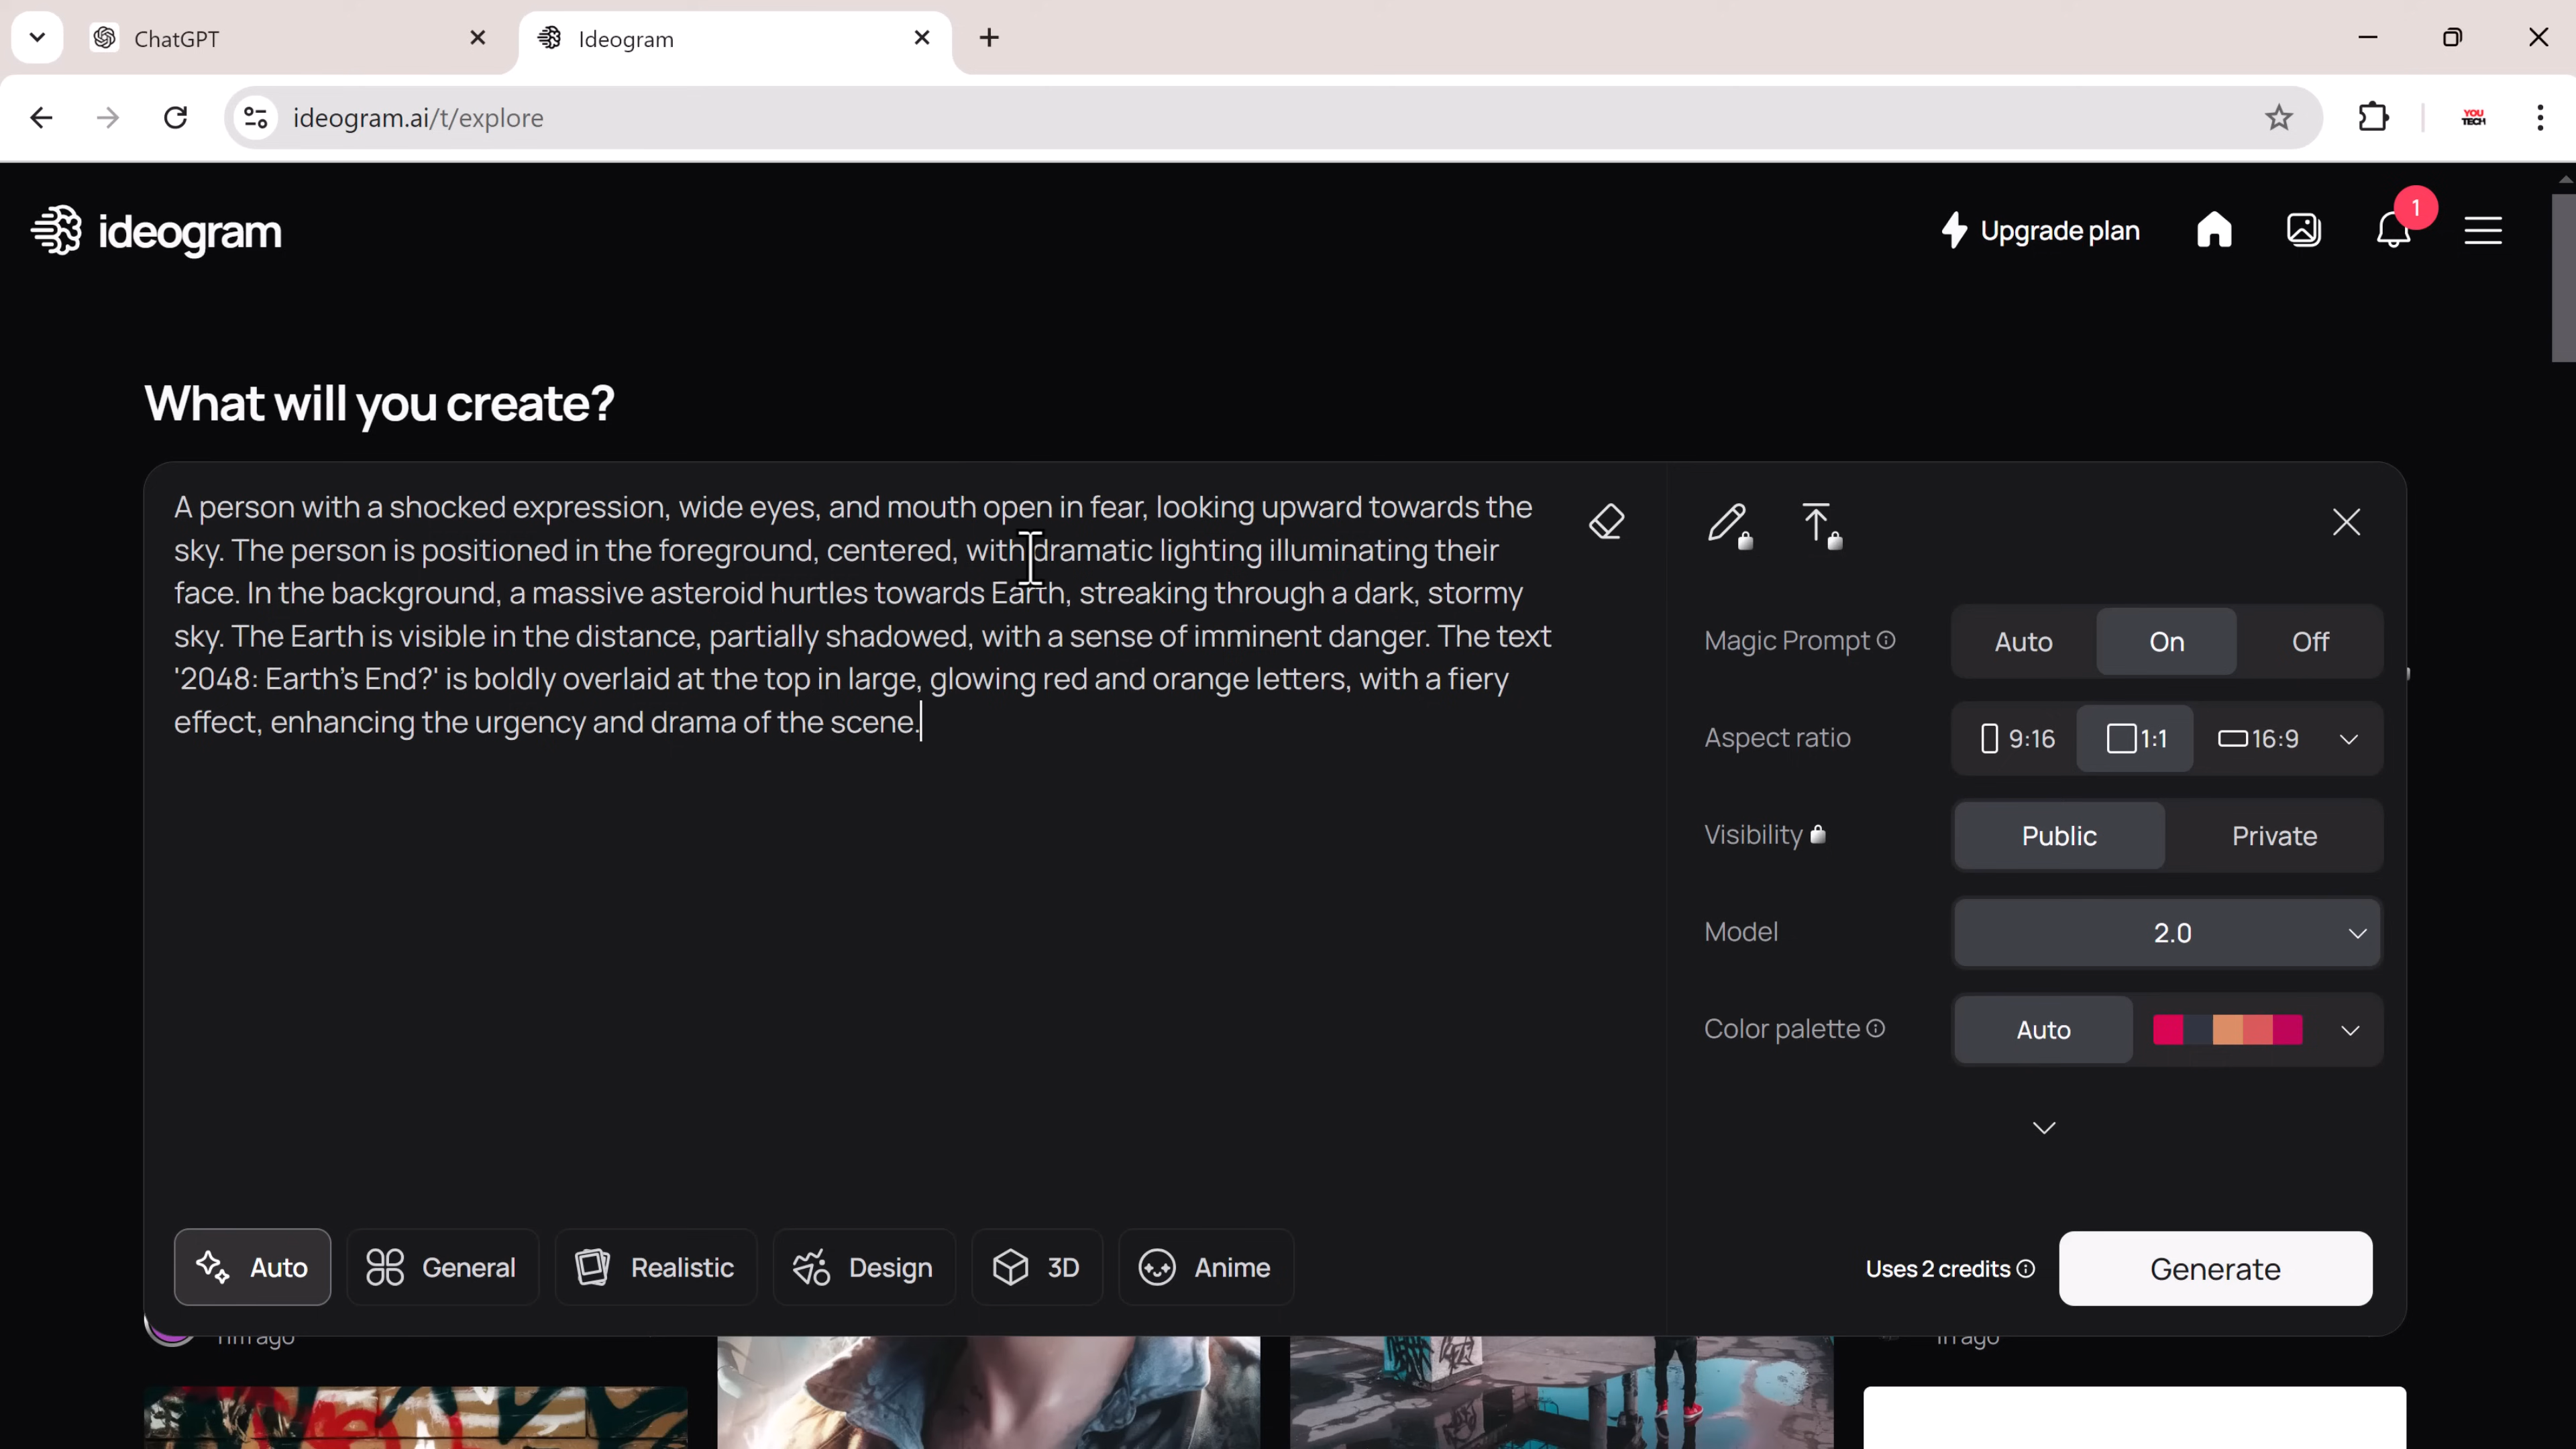 ChatGPT
Ideogram
ideogram.ai/t/explore
YOU
TECH
ideogram
Upgrade plan
1
What will you create?
A person with a shocked expression, wide eyes, and mouth open in fear, looking upward towards the
sky. The person is positioned in the foreground, centered, with dramatic lighting illuminating their
face. In the background, a massive asteroid hurtles towards Earth, streaking through a dark, stormy
sky. The Earth is visible in the distance, partially shadowed, with a sense of imminent danger. The text
'2048: Earth's End?' is boldly overlaid at the top in large, glowing red and orange letters, with a fiery
effect, enhancing the urgency and drama of the scene.
Magic Prompt
Auto
On
Off
Aspect ratio
9:16
1:1
16:9
Visibility
Public
Private
Model
2.0
Color palette
Auto
Auto
General
Realistic
Design
3D
Anime
Uses 2 credits
Generate
ago
ago